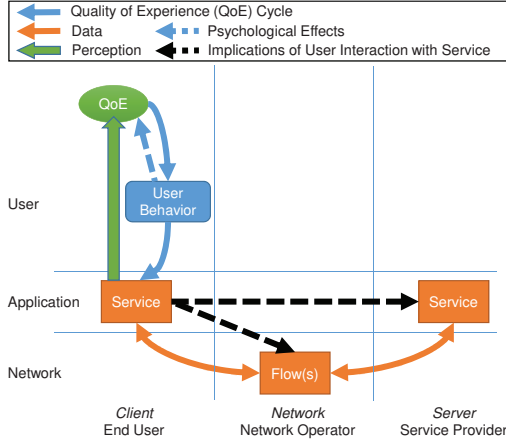 Quality of Experience (QoE) Cycle
Data
Psychological Effects
Perception
Implications of User Interaction with Service
QoE
User
Behavior
User
Application
Service
Service
Network
Flow(s)
Client
Network
Server
End User
Network Operator
Service Provider